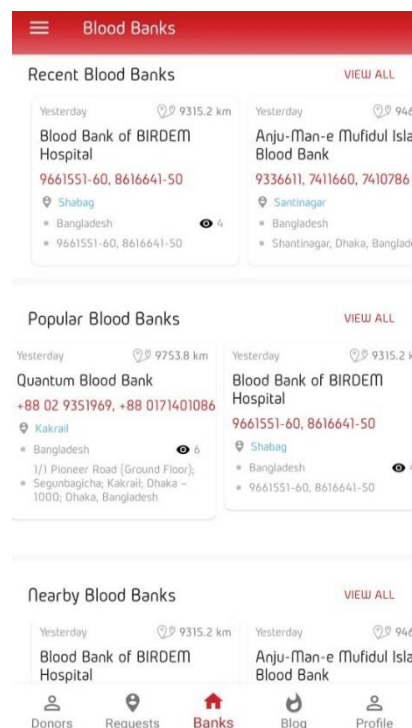 Blood Banks
Recent Blood Banks
VIEW ALL
Yesterday
9315.2 km
Blood Bank of BIRDEM
Hospital
9661551-60, 8616641-50
Shabag
Bangladesh
4
9661551-60, 8616641-50
Yesterday
946
Anju-Man-e Mufidul Isla
Blood Bank
9336611, 7411660, 7410786
Santinagar
Bangladesh
Shantinagar, Dhaka, Banglade
Popular Blood Banks
VIEW ALL
Yesterday
9753.8 km
Quantum Blood Bank
+88 02 9351969, +88 0171401086
Kakrail
Bangladesh
6
1/1 Pioneer Road (Ground Floor);
Segunbagicha; Kakrail; Dhaka –
1000; Dhaka, Bangladesh
Yesterday
9315.2 k
Blood Bank of BIRDEM
Hospital
9661551-60, 8616641-50
Shabag
Bangladesh
9661551-60, 8616641-50
Nearby Blood Banks
VIEW ALL
Yesterday
9315.2 km
Blood Bank of BIRDEM
Hospital
Yesterday
946
Anju-Man-e Mufidul Isla
Blood Bank
Donors
Requests
Banks
Blog
Profile